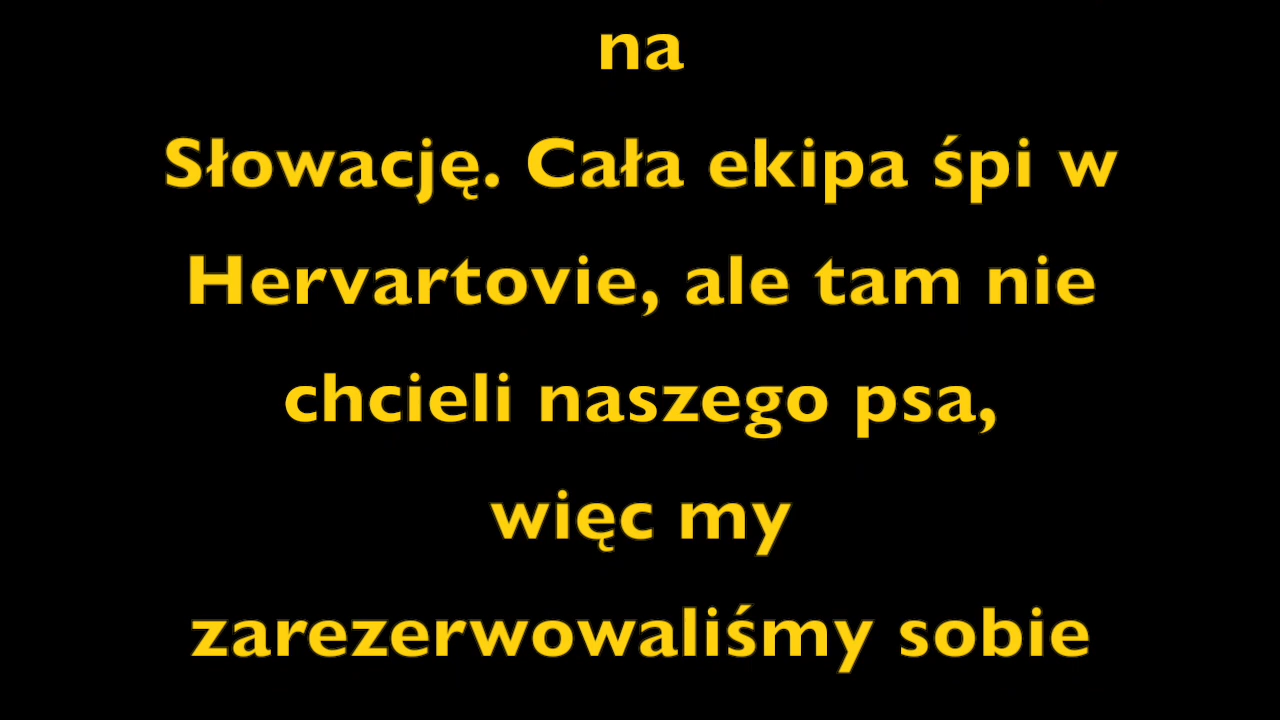 na
Słowację. Cała ekipa śpi w
Hervartovie, ale tam nie
chcieli naszego psa,
więc my
zarezerwowaliśmy sobie